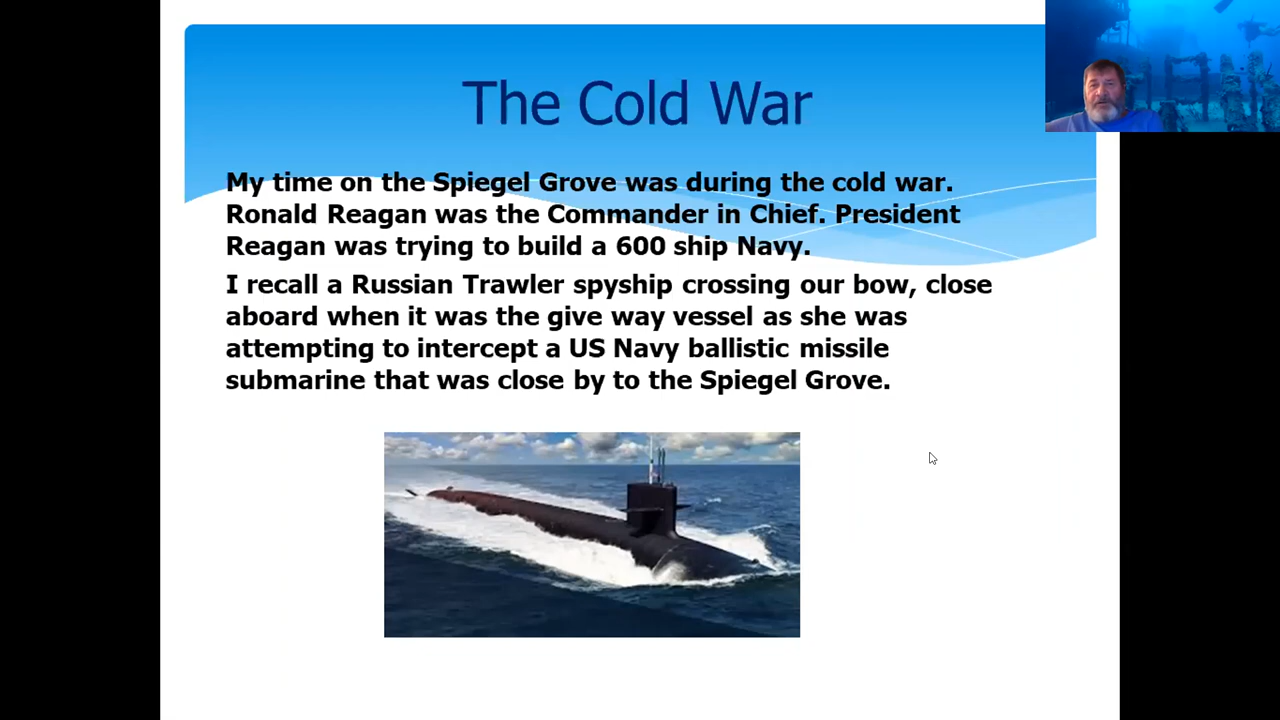 The Cold War
My time on the Spiegel Grove was during the cold war.
Ronald Reagan was the Commander in Chief. President
Reagan was trying to build a 600 ship Navy.
I recall a Russian Trawler spyship crossing our bow, close
aboard when it was the give way vessel as she was
attempting to intercept a US Navy ballistic missile
submarine that was close by to the Spiegel Grove.